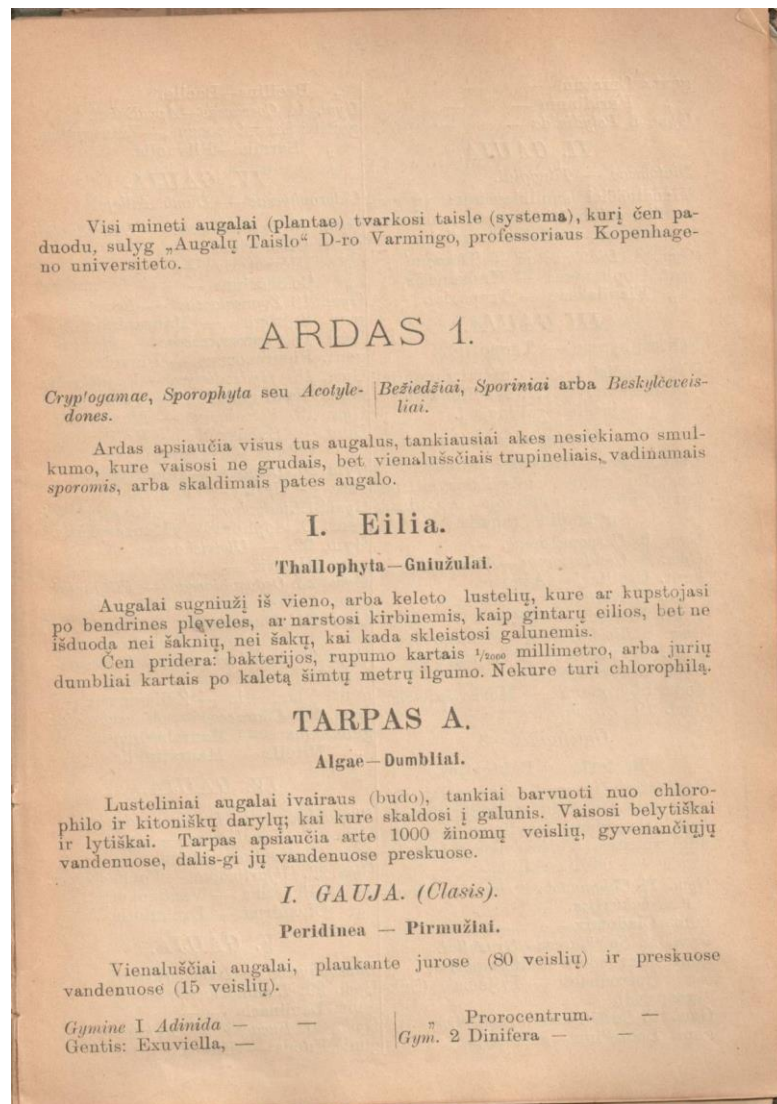 Visi mineti augalai (plantae) tvarkosi taisle (systema), kurį čen pa-
duodu, sulyg „Augalų Taislo“ D-ro Varmingo, professoriaus Kopenhage-
no universiteto.
ARDAS 1.
Cryptogamae, Sporophyta seu Acotyle-
dones.
Bežiedžiai, Sporiniai arba Beskylčeveis-
liai.
Ardas apsiaučia visus tus augalus, tankiausiai akes nesiekiamo smul-
kumo, kure vaisosi ne grudais, bet vienalušsčiais trupineliais, vadinamais
sporomis, arba skaldimais pates augalo.
I. Eilia.
Thallophyta—Gniužulai.
Augalai sugniužį iš vieno, arba keleto lustelių, kure ar kupstojasi
po bendrines plęveles, ar narstosi kirbinemis, kaip gintarų eilios, bet ne
išduoda nei šaknių, nei šakų, kai kada skleistosi galunemis.
Čen pridera: bakterijos, rupumo kartais 1/2000 millimetro, arba jurių
dumbliai kartais po kaletą šimtų metrų ilgumo. Nekure turi chlorophilą.
TARPAS A.
Algae—Dumbliai.
Lusteliniai augalai ivairaus (budo), tankiai barvuoti nuo chloro-
philo ir kitoniškų darylų; kai kure skaldosi į galunis. Vaisosi belytiškai
ir lytiškai. Tarpas apsiaučia arte 1000 žinomų veislių, gyvenančiųjų
vandenuose, dalis-gi jų vandenuose preskuose.
I. GAUJA. (Clasis).
Peridinea — Pirmužiai.
Vienaluščiai augalai, plaukante jurose (80 veislių) ir preskuose
vandenuose (15 veislių).
Gymine I Adinida — —
Gentis: Exuviella, —
„ Prorocentrum. —
Gym. 2 Dinifera — —